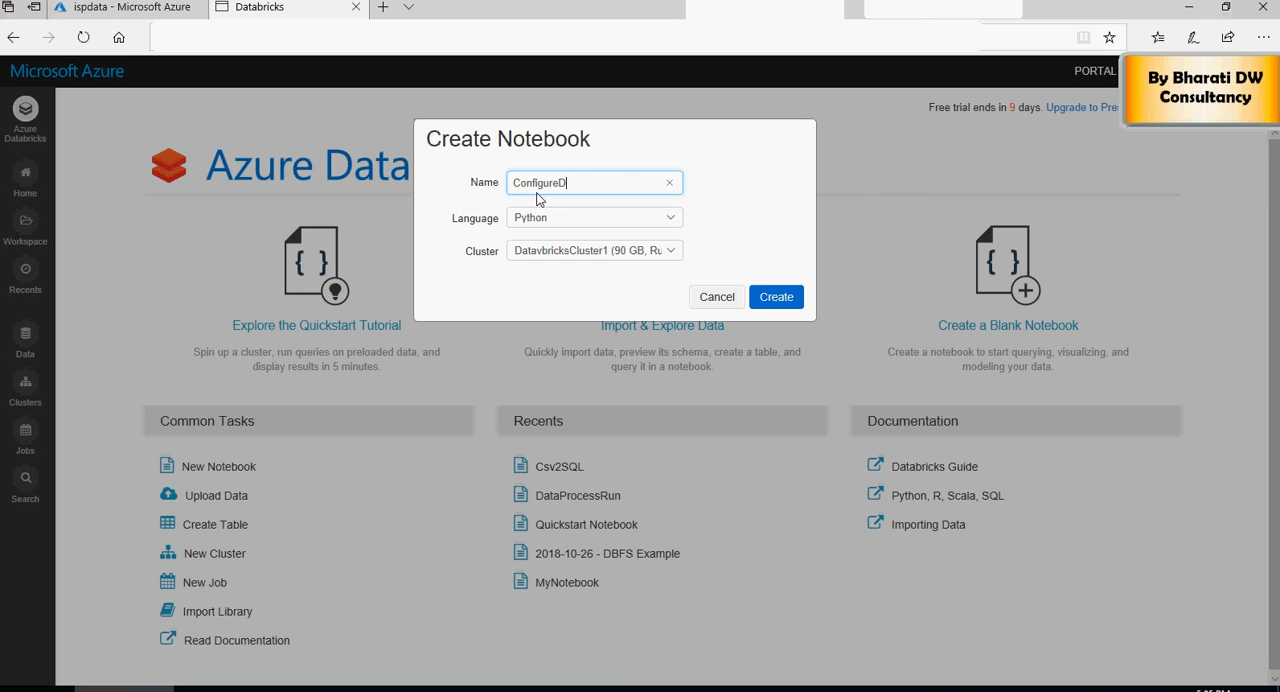 ispdata - Microsoft Azure
Databricks
Microsoft Azure
PORTAL
By Bharati DW
Consultancy
Azure
Databricks
Home
Workspace
Recents
Data
Clusters
Jobs
Search
Free trial ends in 9 days. Upgrade to Pre
Azure Data
Create Notebook
Name
ConfigureD
Language
Python
Cluster
DatavbricksCluster1 (90 GB, Ru
Cancel
Create
Explore the Quickstart Tutorial
Spin up a cluster, run queries on preloaded data, and
display results in 5 minutes.
Import & Explore Data
Quickly import data, preview its schema, create a table, and
query it in a notebook.
Create a Blank Notebook
Create a notebook to start querying, visualizing, and
modeling your data.
Common Tasks
New Notebook
Upload Data
Create Table
New Cluster
New Job
Import Library
Read Documentation
Recents
Csv2SQL
DataProcessRun
Quickstart Notebook
2018-10-26 - DBFS Example
MyNotebook
Documentation
Databricks Guide
Python, R, Scala, SQL
Importing Data